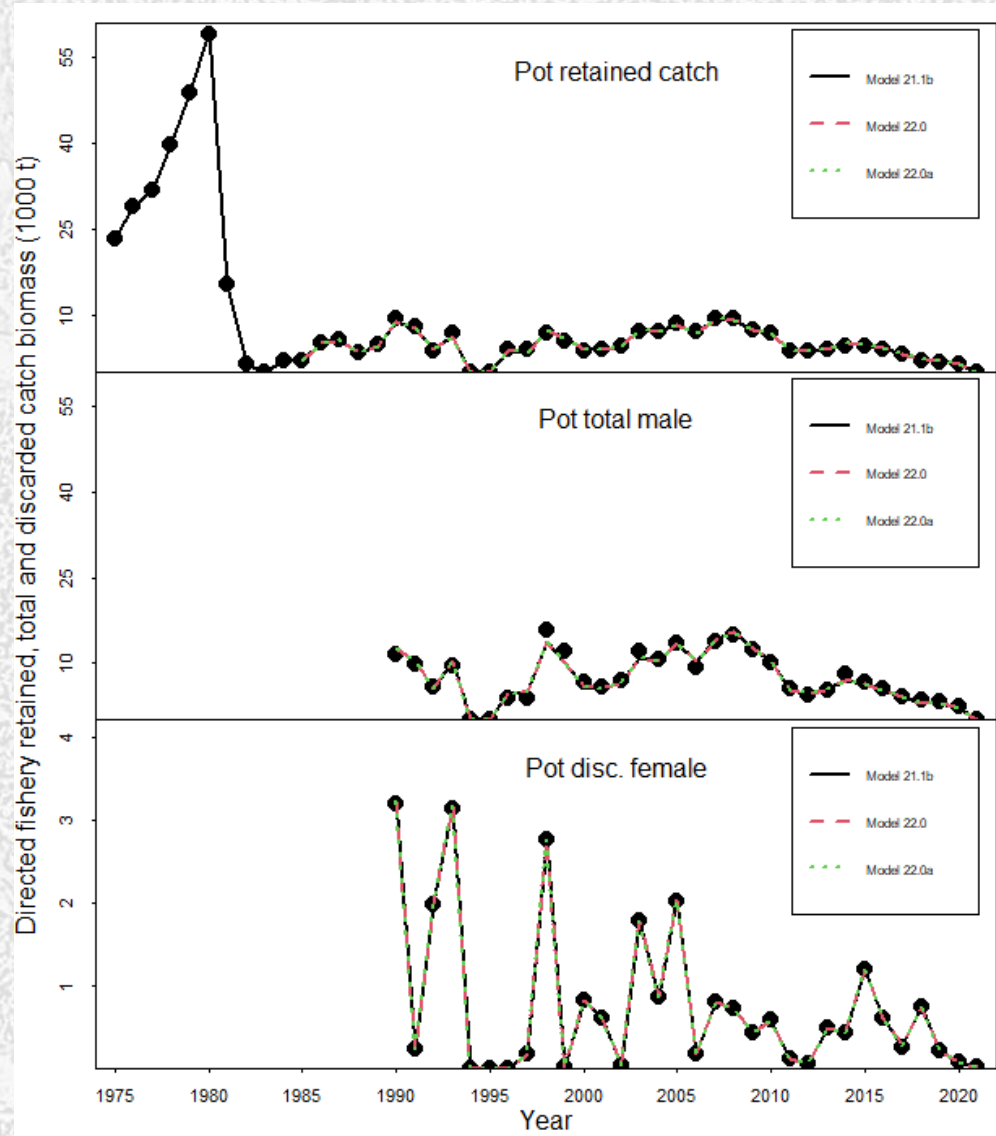 Directed fishery retained, total and discarded catch biomass (1000 t)
Pot retained catch
Model 21.1b
Model 22.0
Model 22.0a
55
40
25
10
Pot total male
Model 21.1b
Model 22.0
Model 22.0a
55
40
25
10
Pot disc. female
Model 21.1b
Model 22.0
Model 22.0a
4
3
2
1
1975 1980 1985 1990 1995 2000 2005 2010 2015 2020
Year